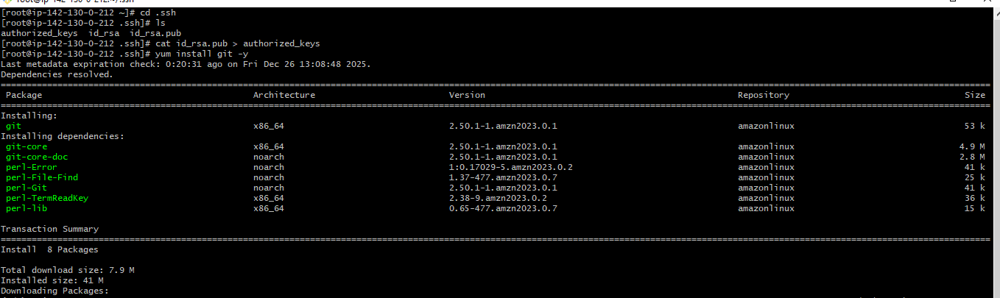 [root@ip-142-130-0-212 ~]# cd .ssh
[root@ip-142-130-0-212 .ssh]# ls
authorized_keys  id_rsa  id_rsa.pub
[root@ip-142-130-0-212 .ssh]# cat id_rsa.pub > authorized_keys
[root@ip-142-130-0-212 .ssh]# yum install git -y
Last metadata expiration check: 0:20:31 ago on Fri Dec 26 13:08:48 2025.
Dependencies resolved.
Package Architecture Version Repository Size
Installing:
git x86_64 2.50.1-1.amzn2023.0.1 amazonlinux 53 k
Installing dependencies:
git-core x86_64 2.50.1-1.amzn2023.0.1 amazonlinux 4.9 M
git-core-doc noarch 2.50.1-1.amzn2023.0.1 amazonlinux 2.8 M
perl-Error noarch 1:0.17029-5.amzn2023.0.2 amazonlinux 41 k
perl-File-Find noarch 1.37-477.amzn2023.0.7 amazonlinux 25 k
perl-Git noarch 2.50.1-1.amzn2023.0.1 amazonlinux 41 k
perl-TermReadKey x86_64 2.38-9.amzn2023.0.2 amazonlinux 36 k
perl-lib x86_64 0.65-477.amzn2023.0.7 amazonlinux 15 k
Transaction Summary
Install  8 Packages
Total download size: 7.9 M
Installed size: 41 M
Downloading Packages: